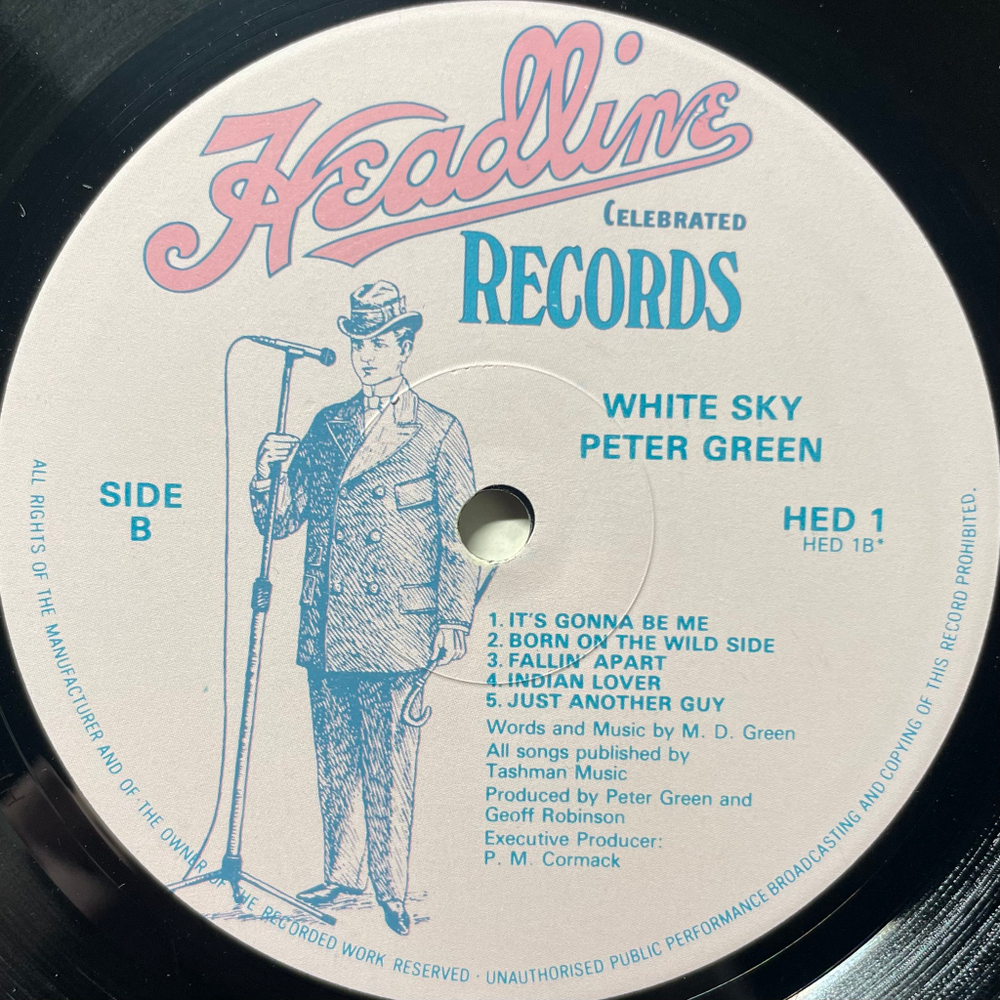 Headline
CELEBRATED
RECORDS
WHITE SKY
PETER GREEN
SIDE
B
HED 1
HED 1B*
1. IT'S GONNA BE ME
2. BORN ON THE WILD SIDE
3. FALLIN' APART
4. INDIAN LOVER
5. JUST ANOTHER GUY
Words and Music by M. D. Green
All songs published by
Tashman Music
Produced by Peter Green and
Geoff Robinson
Executive Producer:
P. M. Cormack
ALL RIGHTS OF THE MANUFACTURER AND OF THE OWNER OF THE RECORDED WORK RESERVED · UNAUTHORISED PUBLIC PERFORMANCE BROADCASTING AND COPYING OF THIS RECORD PROHIBITED.